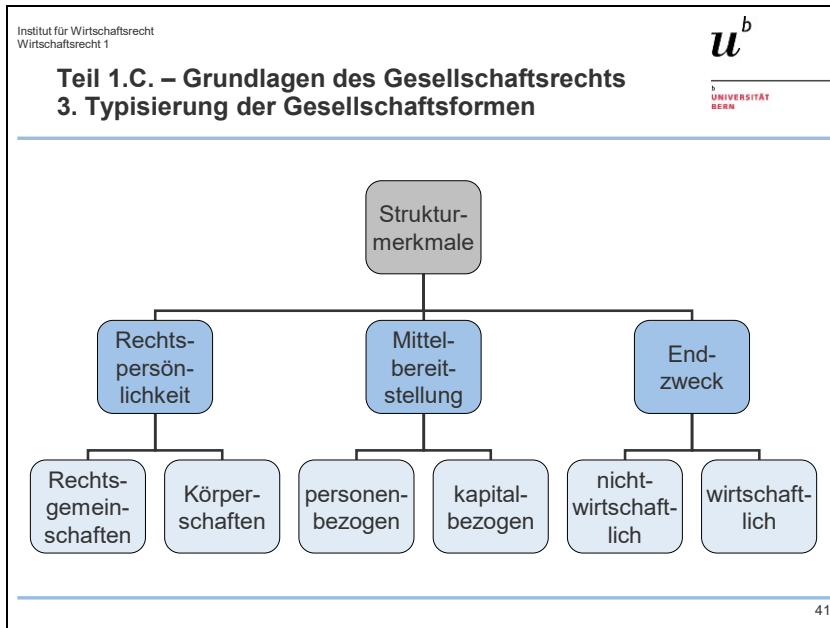 Institut für Wirtschaftsrecht
Wirtschaftsrecht 1
u^b
Teil 1.C. – Grundlagen des Gesellschaftsrechts
3. Typisierung der Gesellschaftsformen
b
UNIVERSITÄT
BERN
Struktur-
merkmale
Rechts-
persön-
lichkeit
Mittel-
bereit-
stellung
End-
zweck
Rechts-
gemein-
schaften
Körper-
schaften
personen-
bezogen
kapital-
bezogen
nicht-
wirtschaft-
lich
wirtschaft-
lich
41